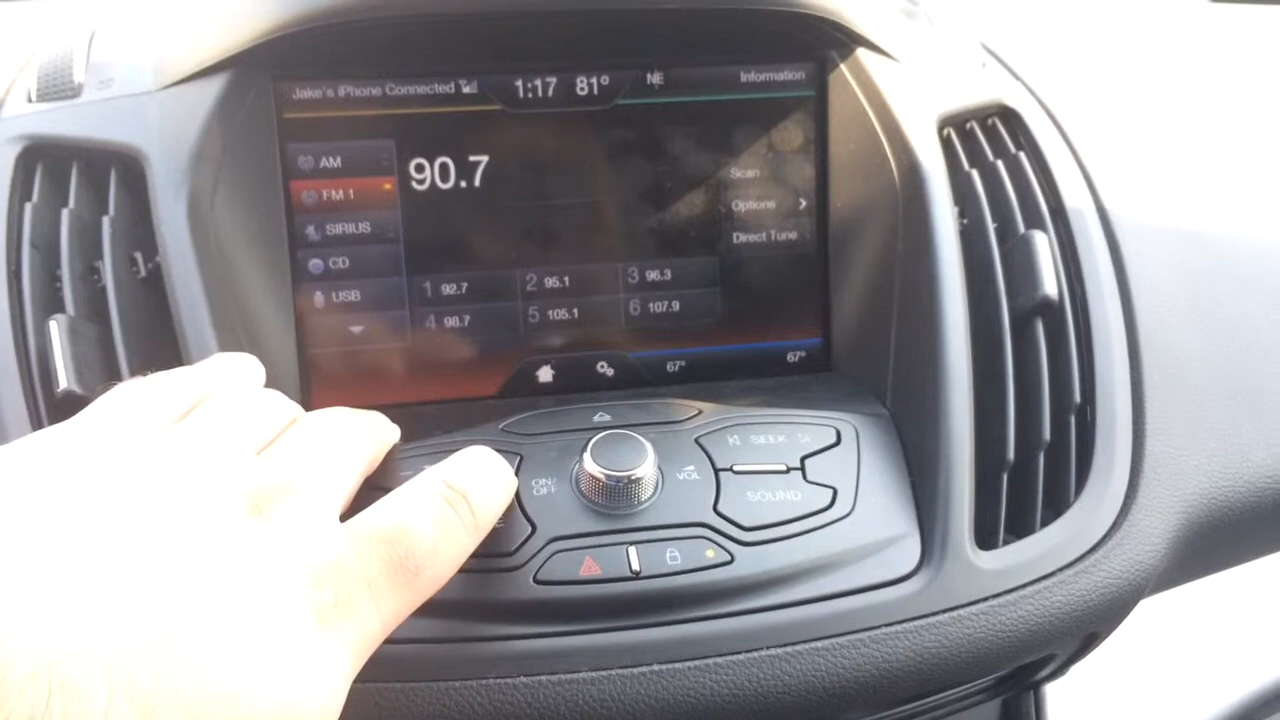 Jake's iPhone Connected
1:17 81° NE Information
AM
FM 1
SIRIUS
CD
USB
90.7
Scan
Options
Direct Tune
1 92.7 2 95.1 3 96.3
4 98.7 5 105.1 6 107.9
67° 67°
ON/
OFF
VOL
SEEK
SOUND